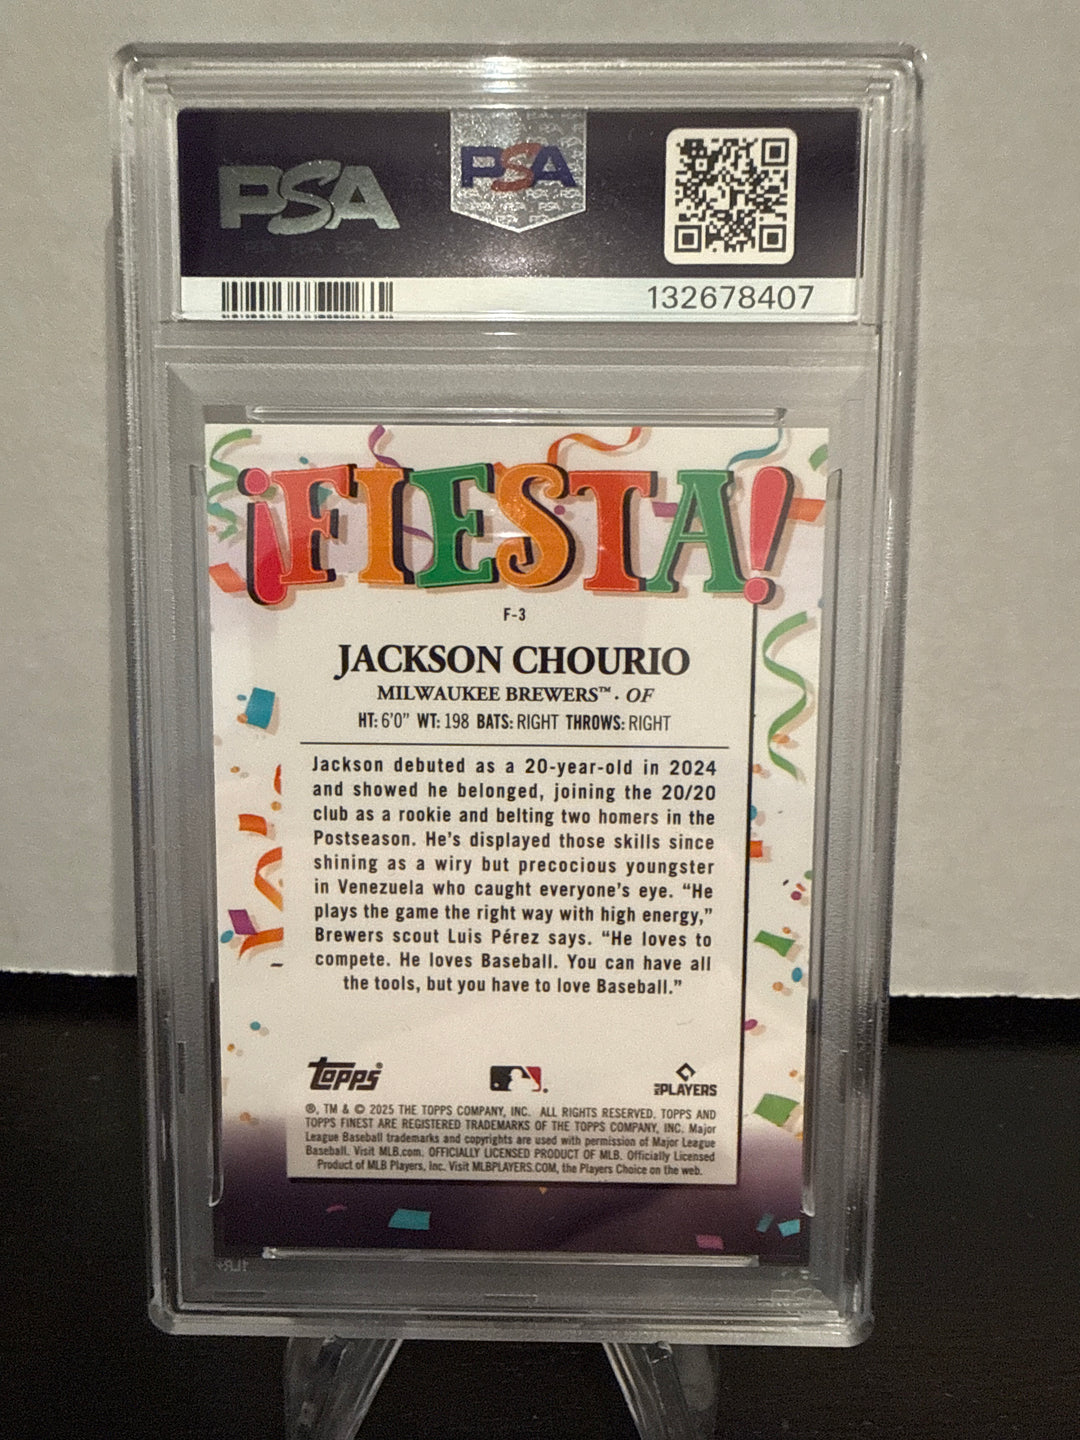 PSA
PSA
132678407
¡FIESTA!
F-3
JACKSON CHOURIO
MILWAUKEE BREWERS™ · OF
HT: 6'0" WT: 198 BATS: RIGHT THROWS: RIGHT
Jackson debuted as a 20-year-old in 2024
and showed he belonged, joining the 20/20
club as a rookie and belting two homers in the
Postseason. He's displayed those skills since
shining as a wiry but precocious youngster
in Venezuela who caught everyone's eye. "He
plays the game the right way with high energy,"
Brewers scout Luis Pérez says. "He loves to
compete. He loves Baseball. You can have all
the tools, but you have to love Baseball."
Topps® PLAYERS
®, TM & © 2025 THE TOPPS COMPANY, INC. ALL RIGHTS RESERVED. TOPPS AND
TOPPS FINEST ARE REGISTERED TRADEMARKS OF THE TOPPS COMPANY, INC. Major
League Baseball trademarks and copyrights are used with permission of Major League
Baseball. Visit MLB.com. OFFICIALLY LICENSED PRODUCT OF MLB. Officially Licensed
Product of MLB Players, Inc. Visit MLBPLAYERS.COM, the Players Choice on the web.